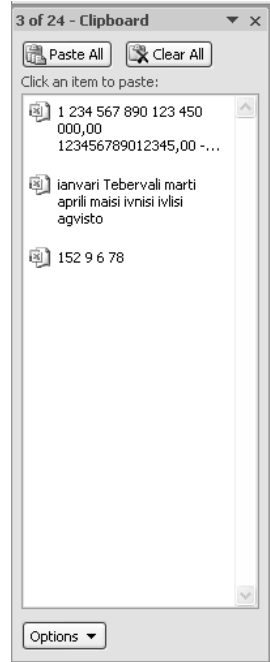 3 of 24 - Clipboard
Paste All Clear All
Click an item to paste:
1 234 567 890 123 450
000,00
123456789012345,00 -...
ianvari Tebervali marti
aprili maisi ivnisi ivlisi
agvisto
152 9 6 78
Options